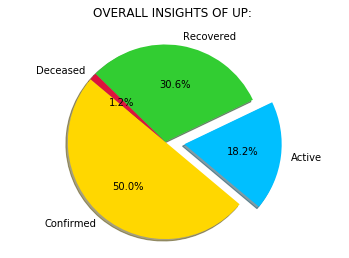 OVERALL INSIGHTS OF UP:
Recovered
Deceased
30.6%
1.2%
18.2%
Active
50.0%
Confirmed